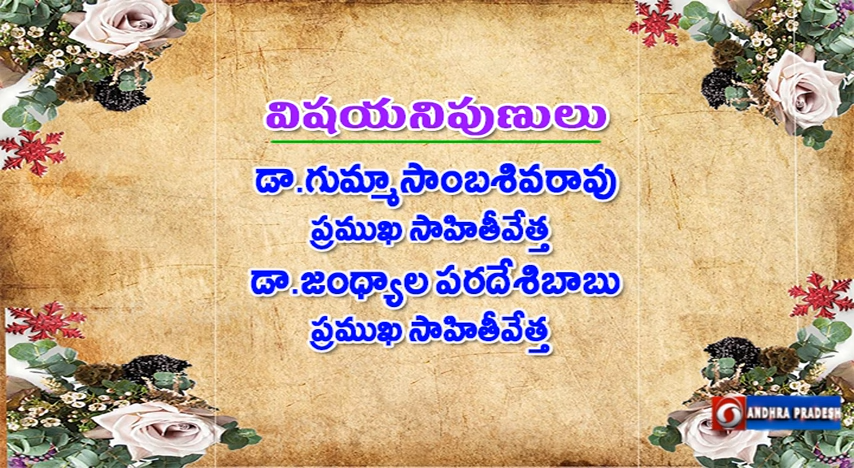 విషయనిపుణులు
డా.గుమ్మా సాంబశివరావు
ప్రముఖ సాహితీవేత్త
డా.జంధ్యాల పరదేశిబాబు
ప్రముఖ సాహితీవేత్త
ANDHRA PRADESH